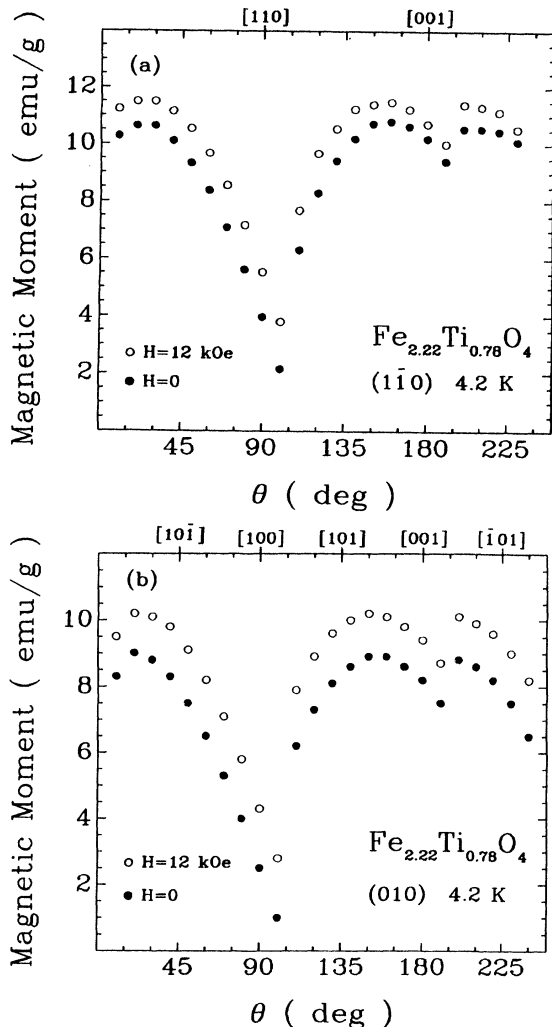 [110] [001]
(a)
12
10
8
6
4
2
Magnetic Moment ( emu/g )
○ H=12 kOe
● H=0
Fe₂.₂₂Ti₀.₇₈O₄
(11̄0) 4.2 K
45 90 135 180 225
θ ( deg )
[101̄] [100] [101] [001] [1̄01]
(b)
10
8
6
4
2
Magnetic Moment ( emu/g )
○ H=12 kOe
● H=0
Fe₂.₂₂Ti₀.₇₈O₄
(010) 4.2 K
45 90 135 180 225
θ ( deg )